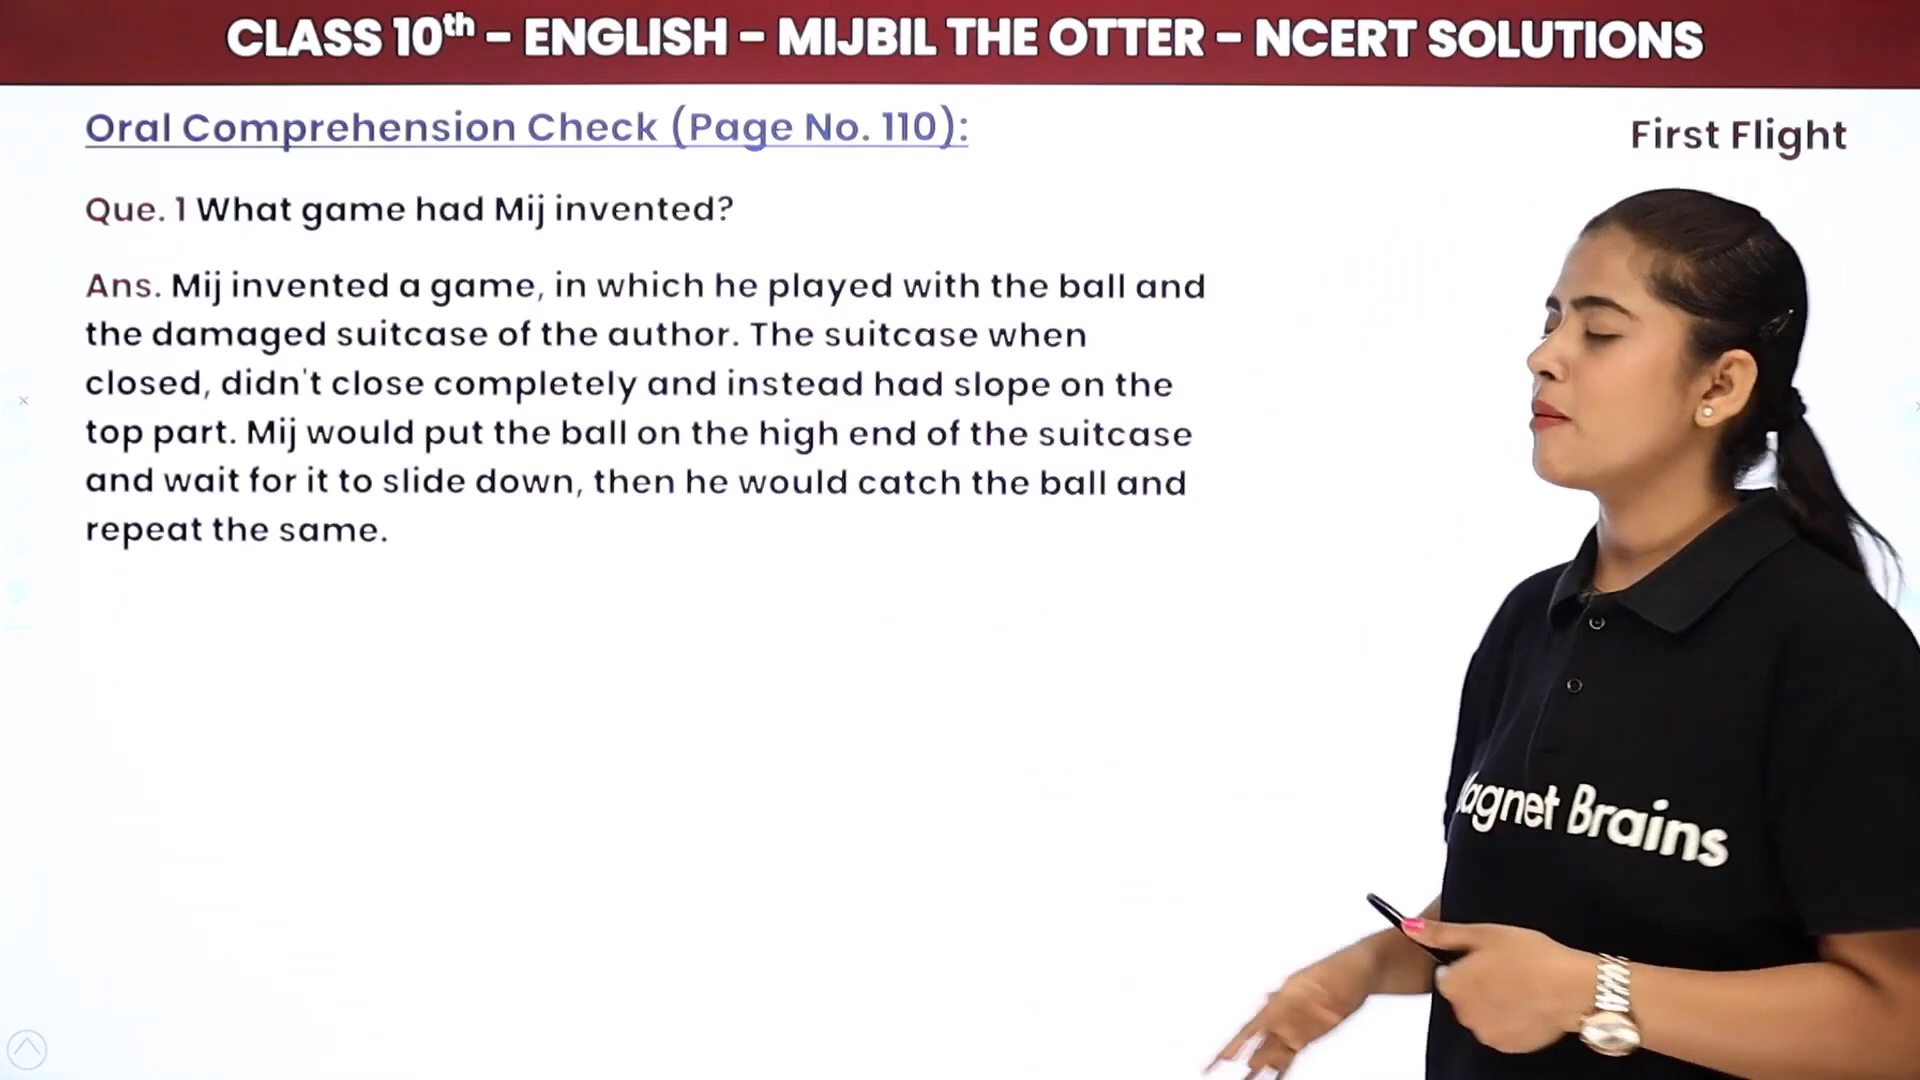 CLASS 10th – ENGLISH – MIJBIL THE OTTER – NCERT SOLUTIONS
Oral Comprehension Check (Page No. 110):
First Flight
Que. 1 What game had Mij invented?
Ans. Mij invented a game, in which he played with the ball and
the damaged suitcase of the author. The suitcase when
closed, didn't close completely and instead had slope on the
top part. Mij would put the ball on the high end of the suitcase
and wait for it to slide down, then he would catch the ball and
repeat the same.
agnet Brains